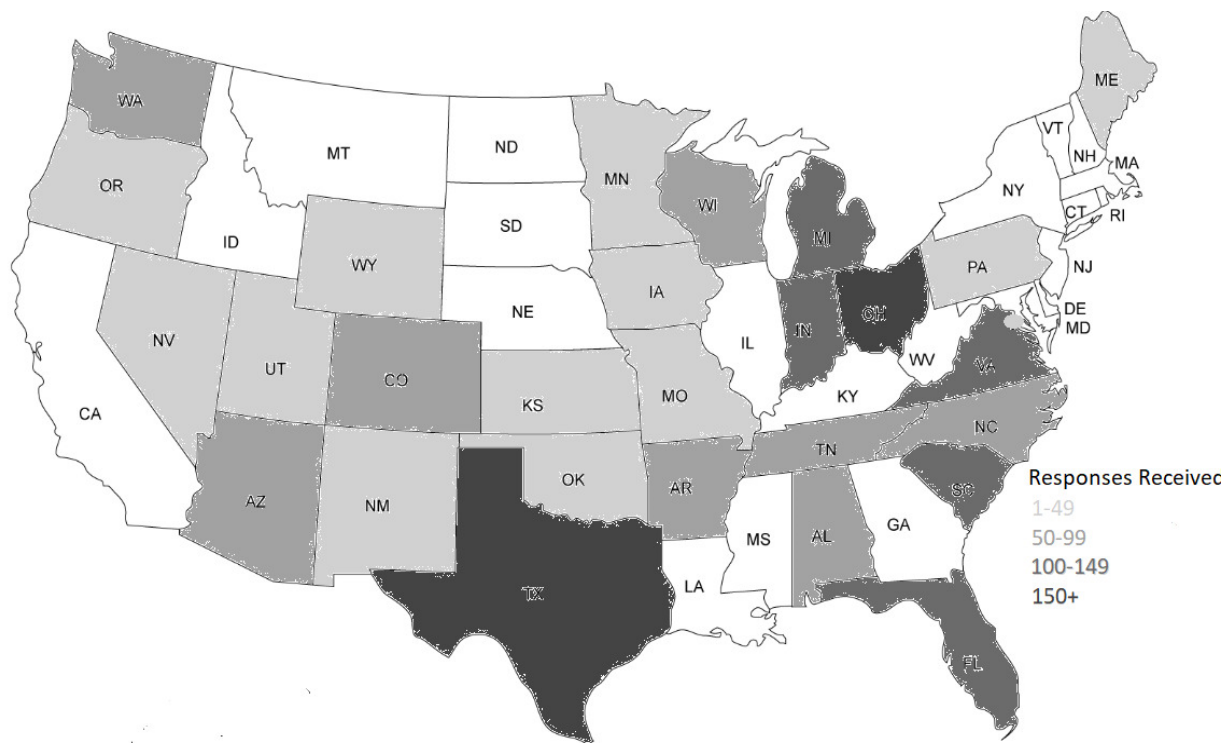 ME
WA
VT
ND
MT
NH
MA
MN
OR
NY
WI
CT
RI
SD
MI
ID
WY
PA
NJ
IA
NE
DE
MD
OH
IN
NV
IL
WV
UT
VA
CO
KS
MO
KY
CA
NC
TN
Responses Received
OK
AR
SC
AZ
NM
1-49
GA
50-99
MS
AL
100-149
LA
TX
150+
FL